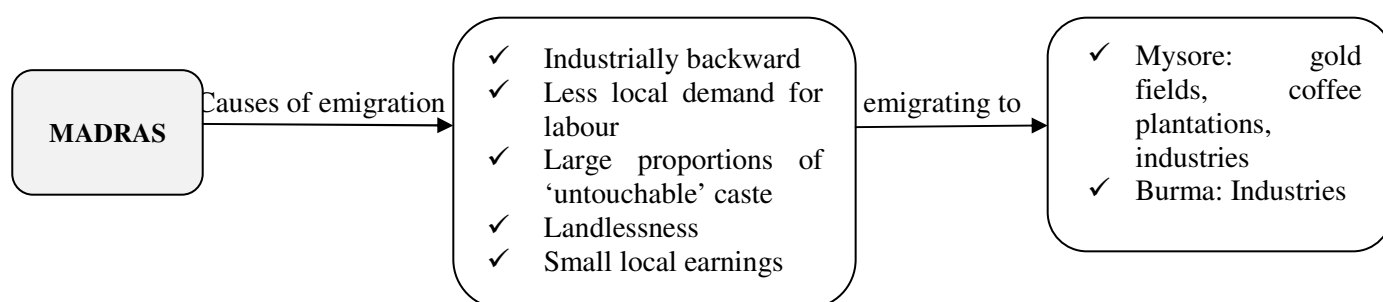 MADRAS
Causes of emigration
✓ Industrially backward
✓ Less local demand for
labour
✓ Large proportions of
‘untouchable’ caste
✓ Landlessness
✓ Small local earnings
emigrating to
✓ Mysore: gold
fields, coffee
plantations,
industries
✓ Burma: Industries